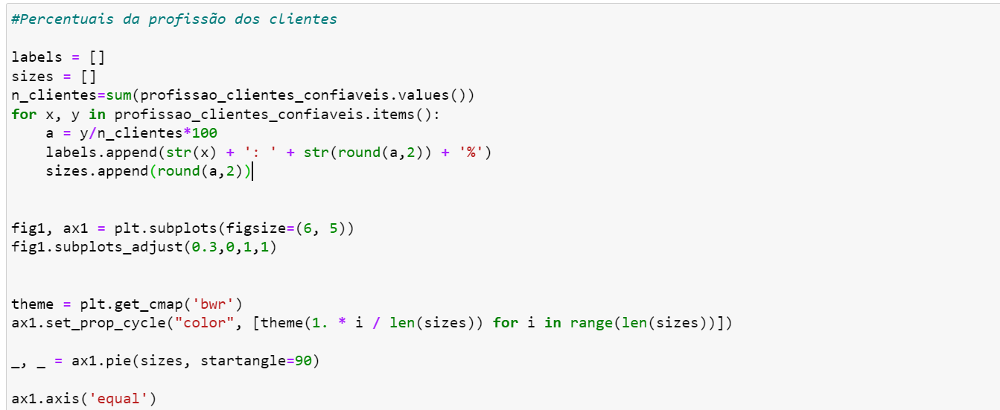 #Percentuais da profissão dos clientes
labels = []
sizes = []
n_clientes=sum(profissao_clientes_confiaveis.values())
for x, y in profissao_clientes_confiaveis.items():
    a = y/n_clientes*100
    labels.append(str(x) + ': ' + str(round(a,2)) + '%')
    sizes.append(round(a,2))
fig1, ax1 = plt.subplots(figsize=(6, 5))
fig1.subplots_adjust(0.3,0,1,1)
theme = plt.get_cmap('bwr')
ax1.set_prop_cycle("color", [theme(1. * i / len(sizes)) for i in range(len(sizes))])
_, _ = ax1.pie(sizes, startangle=90)
ax1.axis('equal')